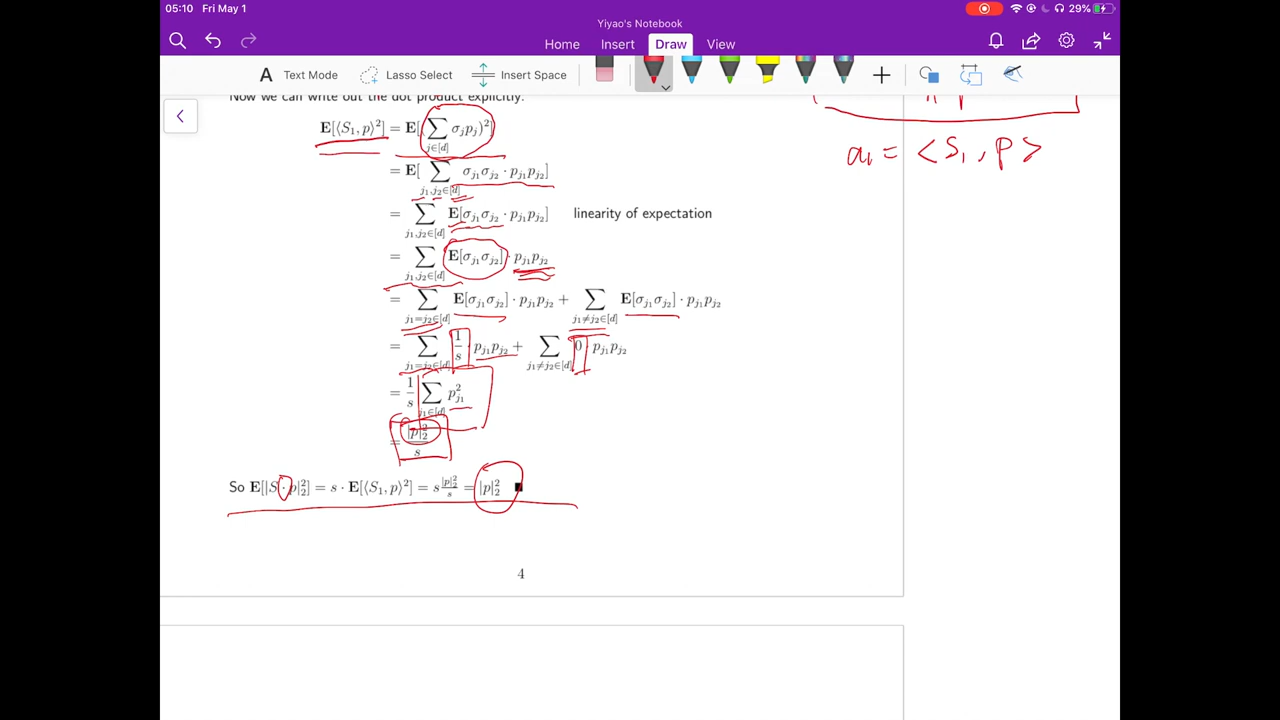 05:10 Fri May 1
29%
Yiyao's Notebook
Home Insert Draw View
A Text Mode Lasso Select Insert Space
Now we can write out the dot product explicitly:
E[⟨S₁, p⟩²] = E[(∑_{j∈[d]} σ_j p_j)²]
a₁ = <S₁, P>
= E[ ∑_{j₁,j₂∈[d]} σ_{j₁}σ_{j₂} · p_{j₁}p_{j₂}]
= ∑_{j₁,j₂∈[d]} E[σ_{j₁}σ_{j₂} · p_{j₁}p_{j₂}] linearity of expectation
= ∑_{j₁,j₂∈[d]} E[σ_{j₁}σ_{j₂}] · p_{j₁}p_{j₂}
= ∑_{j₁=j₂∈[d]} E[σ_{j₁}σ_{j₂}] · p_{j₁}p_{j₂} + ∑_{j₁≠j₂∈[d]} E[σ_{j₁}σ_{j₂}] · p_{j₁}p_{j₂}
= ∑_{j₁=j₂∈[d]} 1/s · p_{j₁}p_{j₂} + ∑_{j₁≠j₂∈[d]} 0 · p_{j₁}p_{j₂}
= 1/s ∑_{j₁∈[d]} p²_{j₁}
= |p|₂²/s
So E[|S · p|₂²] = s · E[⟨S₁, p⟩²] = s |p|₂²/s = |p|₂² ■
4